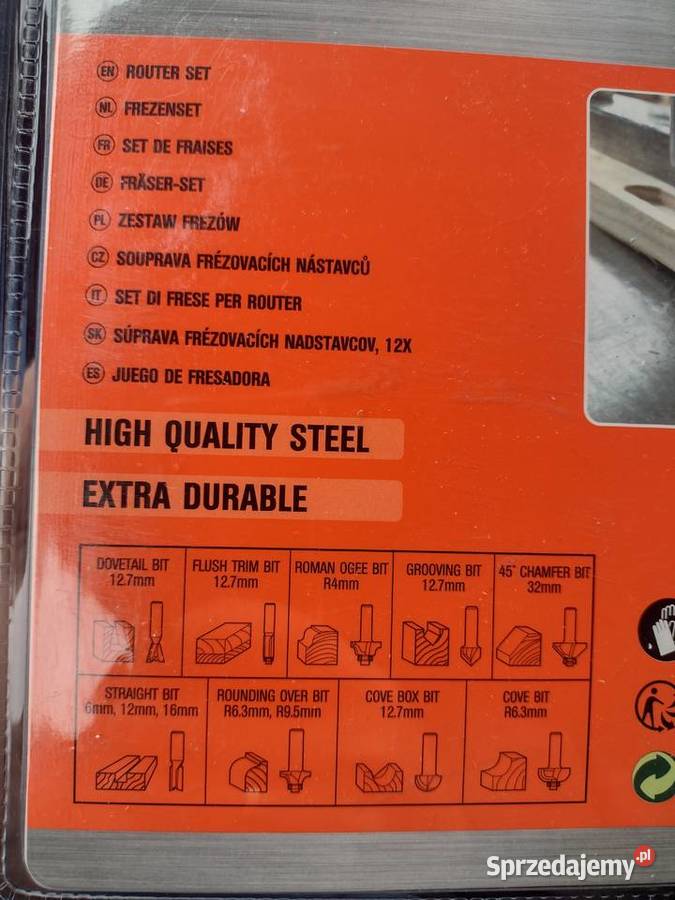 EN ROUTER SET
NL FREZENSET
FR SET DE FRAISES
DE FRÄSER-SET
PL ZESTAW FREZÓW
CZ SOUPRAVA FRÉZOVACÍCH NÁSTAVCŮ
IT SET DI FRESE PER ROUTER
SK SÚPRAVA FRÉZOVACÍCH NADSTAVCOV, 12X
ES JUEGO DE FRESADORA
HIGH QUALITY STEEL
EXTRA DURABLE
DOVETAIL BIT
12.7mm
FLUSH TRIM BIT
12.7mm
ROMAN OGEE BIT
R4mm
GROOVING BIT
12.7mm
45° CHAMFER BIT
32mm
STRAIGHT BIT
6mm, 12mm, 16mm
ROUNDING OVER BIT
R6.3mm, R9.5mm
COVE BOX BIT
12.7mm
COVE BIT
R6.3mm
Sprzedajemy.pl